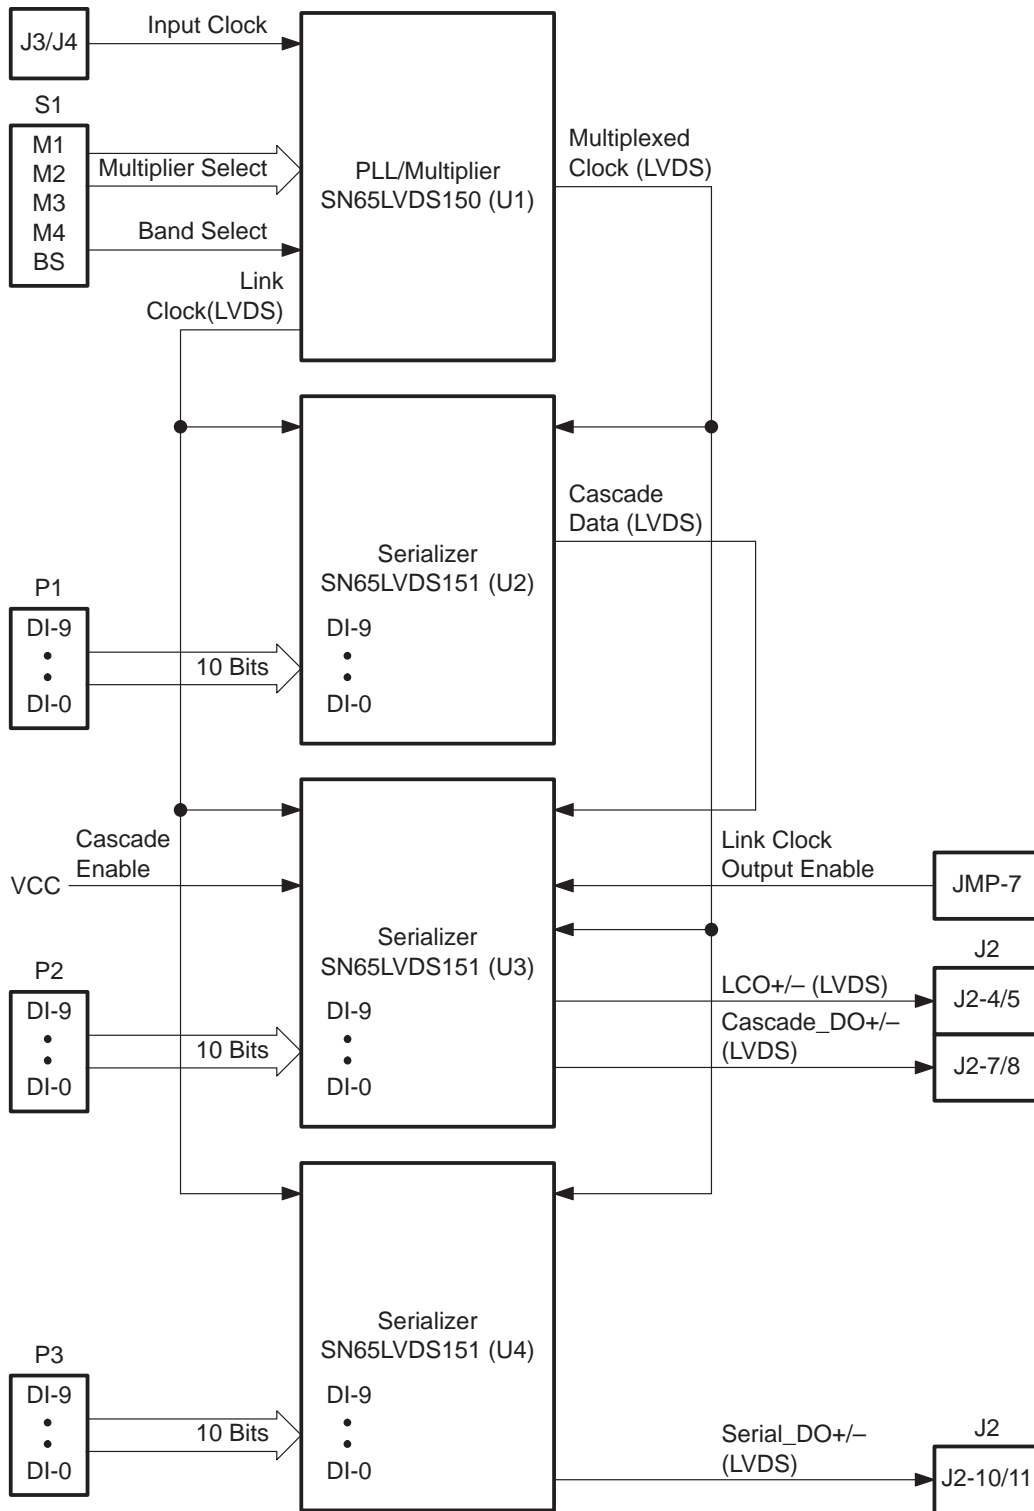 J3/J4
Input Clock
S1
M1
M2
M3
M4
BS
Multiplier Select
Band Select
Link
Clock(LVDS)
PLL/Multiplier
SN65LVDS150 (U1)
Multiplexed
Clock (LVDS)
Cascade
Data (LVDS)
Serializer
SN65LVDS151 (U2)
P1
DI-9
DI-0
10 Bits
DI-9
DI-0
Cascade
Enable
VCC
Link Clock
Output Enable
JMP-7
Serializer
SN65LVDS151 (U3)
J2
P2
DI-9
DI-0
10 Bits
DI-9
DI-0
LCO+/– (LVDS)
J2-4/5
Cascade_DO+/–
(LVDS)
J2-7/8
Serializer
SN65LVDS151 (U4)
P3
DI-9
DI-0
10 Bits
DI-9
DI-0
Serial_DO+/–
(LVDS)
J2
J2-10/11